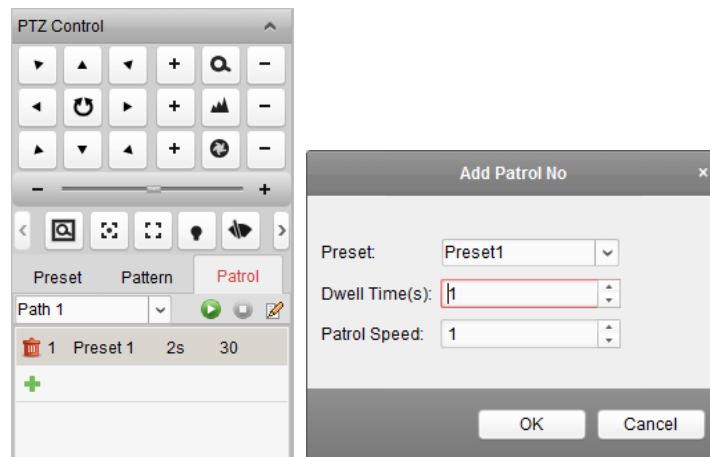 PTZ Control
Preset Pattern Patrol
Path 1
1 Preset 1 2s 30
Add Patrol No
Preset: Preset1
Dwell Time(s): 1
Patrol Speed: 1
OK Cancel